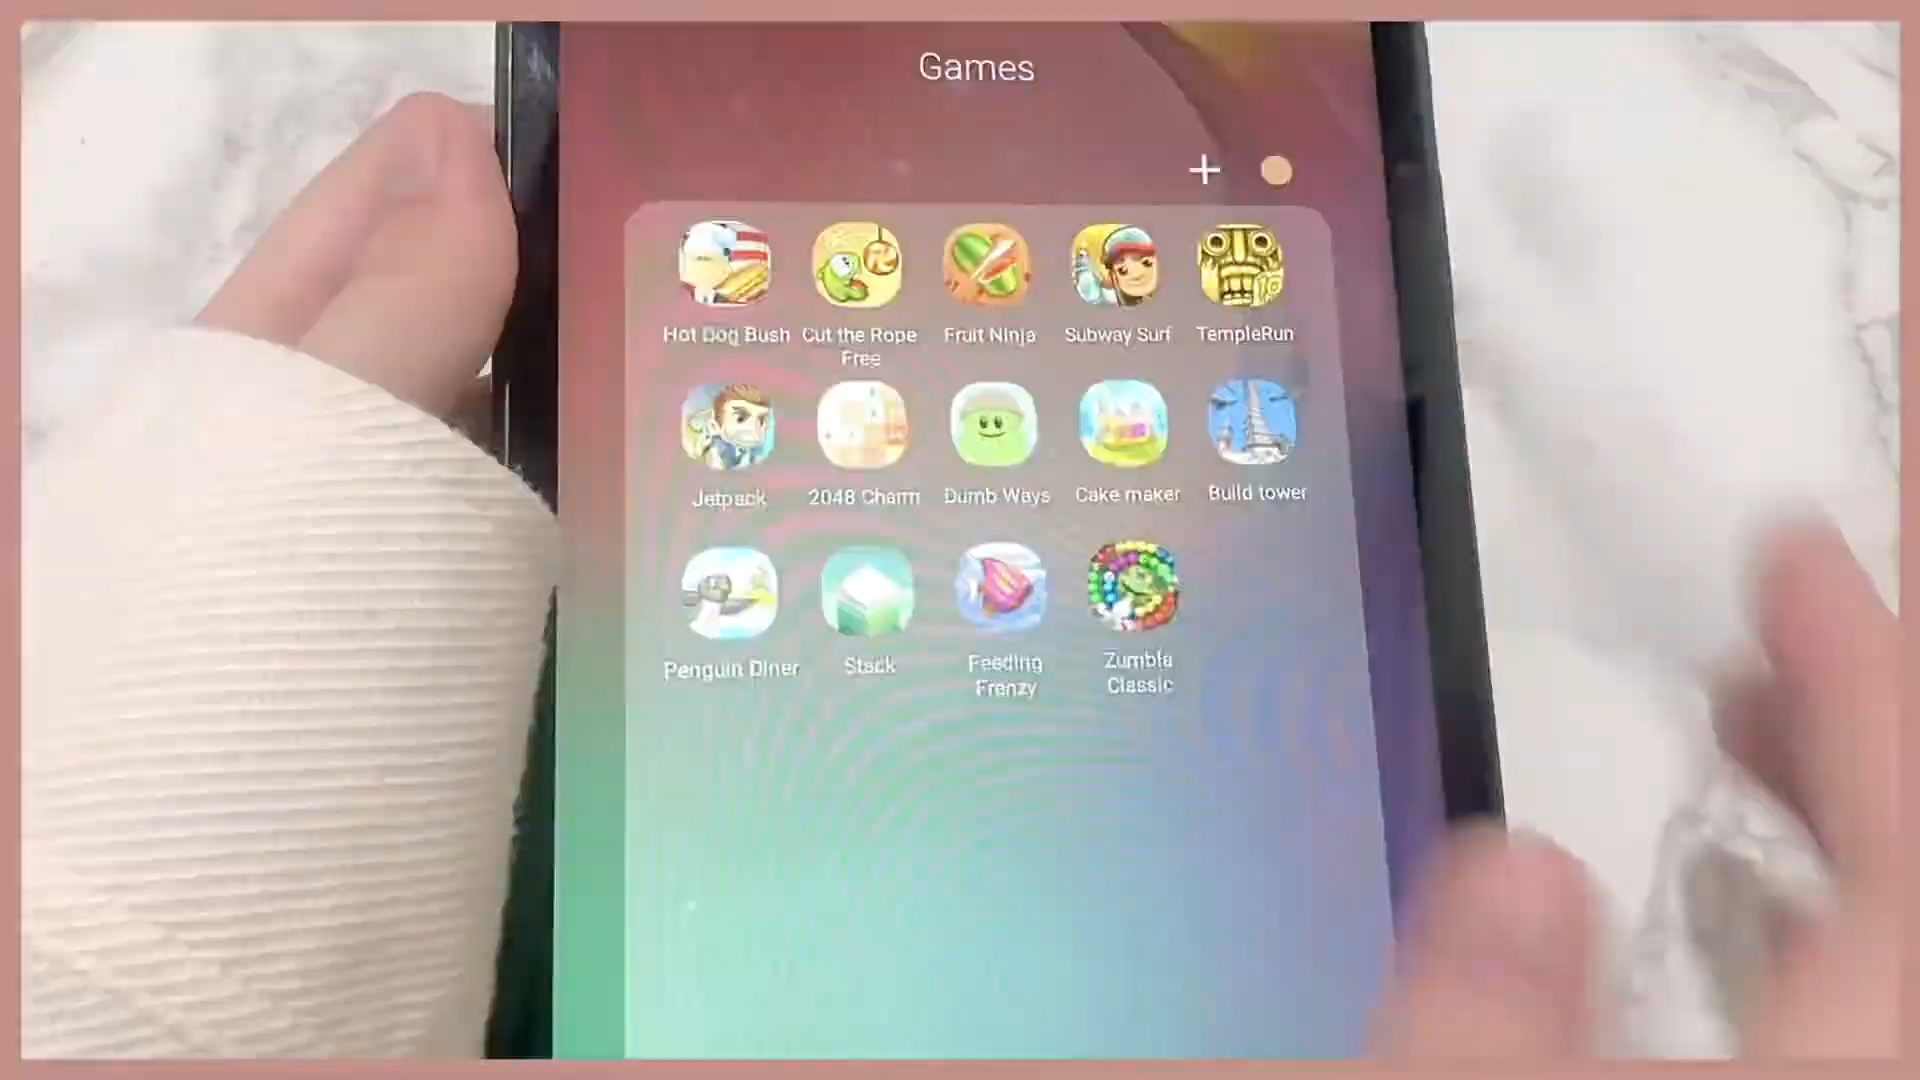 Games
Hot Dog Bush
Cut the Rope
Free
Fruit Ninja
Subway Surf
TempleRun
Jetpack
2048 Charm
Dumb Ways
Cake maker
Build tower
Penguin Diner
Stack
Feeding
Frenzy
Zumbla
Classic